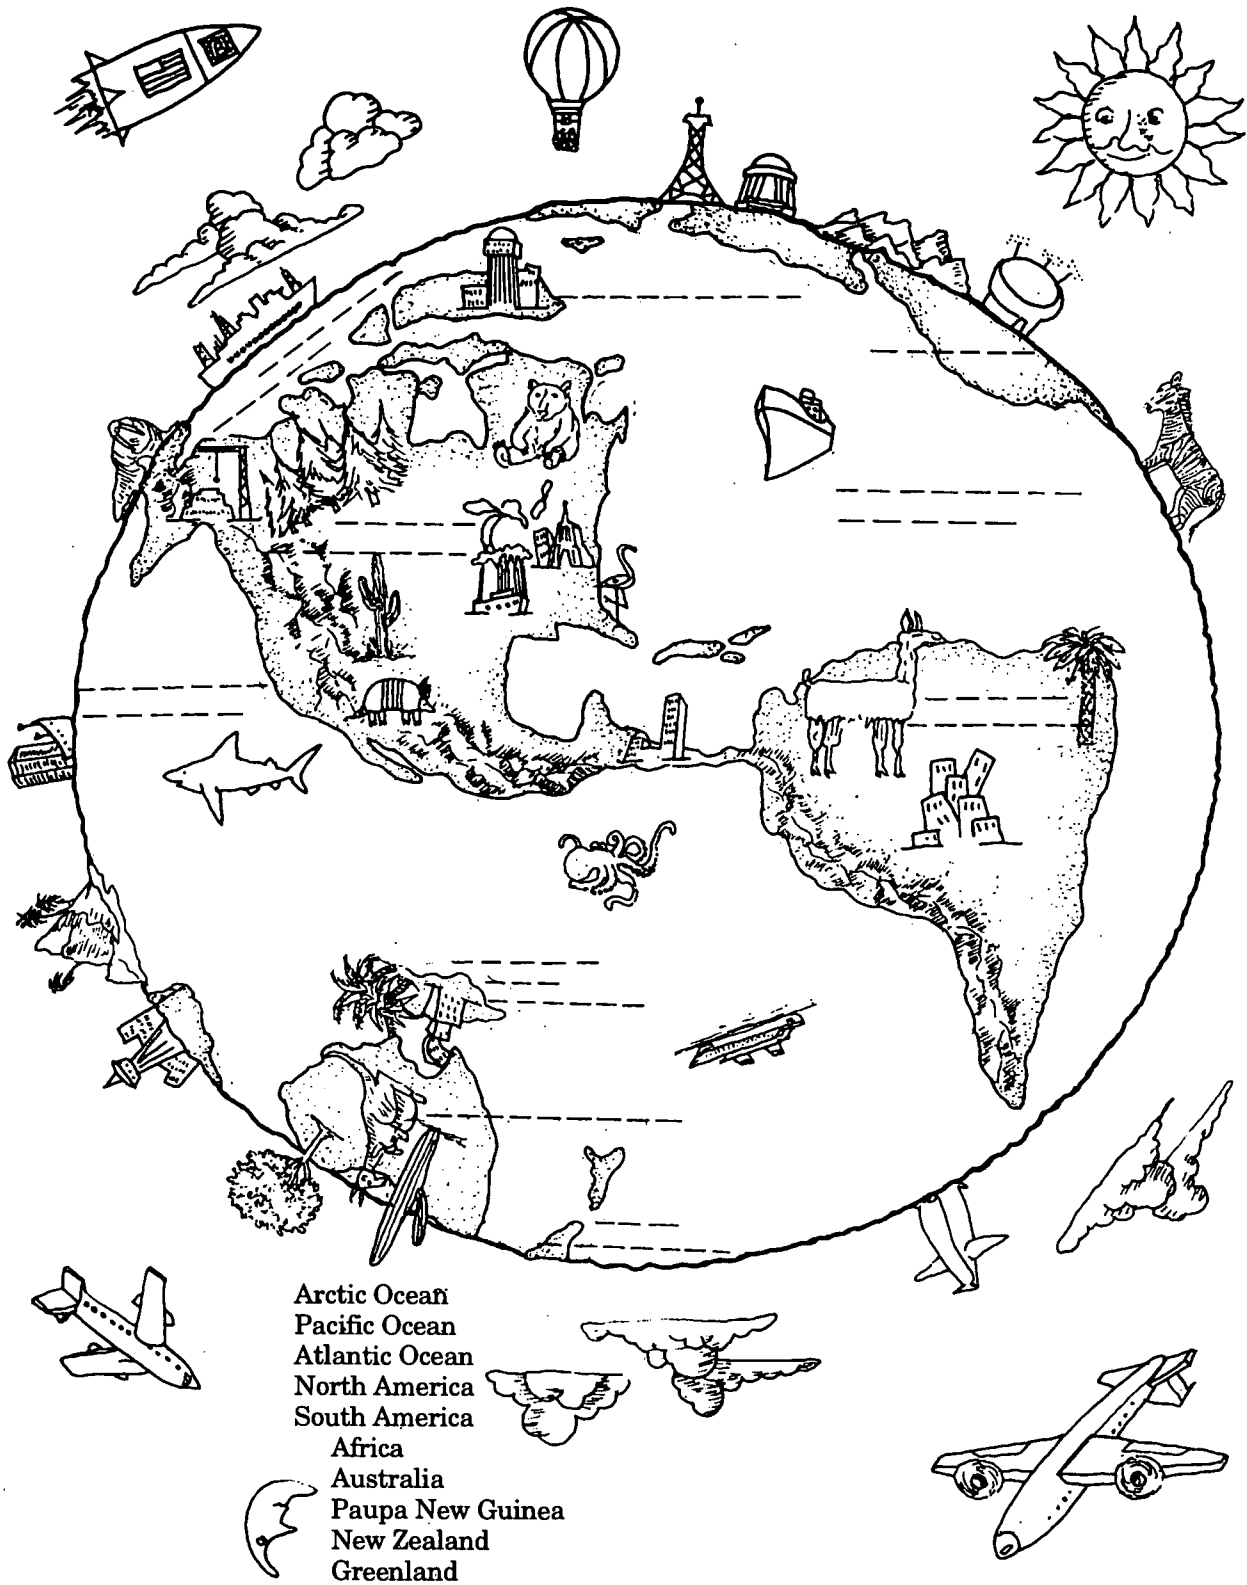 Arctic Ocean
Pacific Ocean
Atlantic Ocean
North America
South America
Africa
Australia
Paupa New Guinea
New Zealand
Greenland